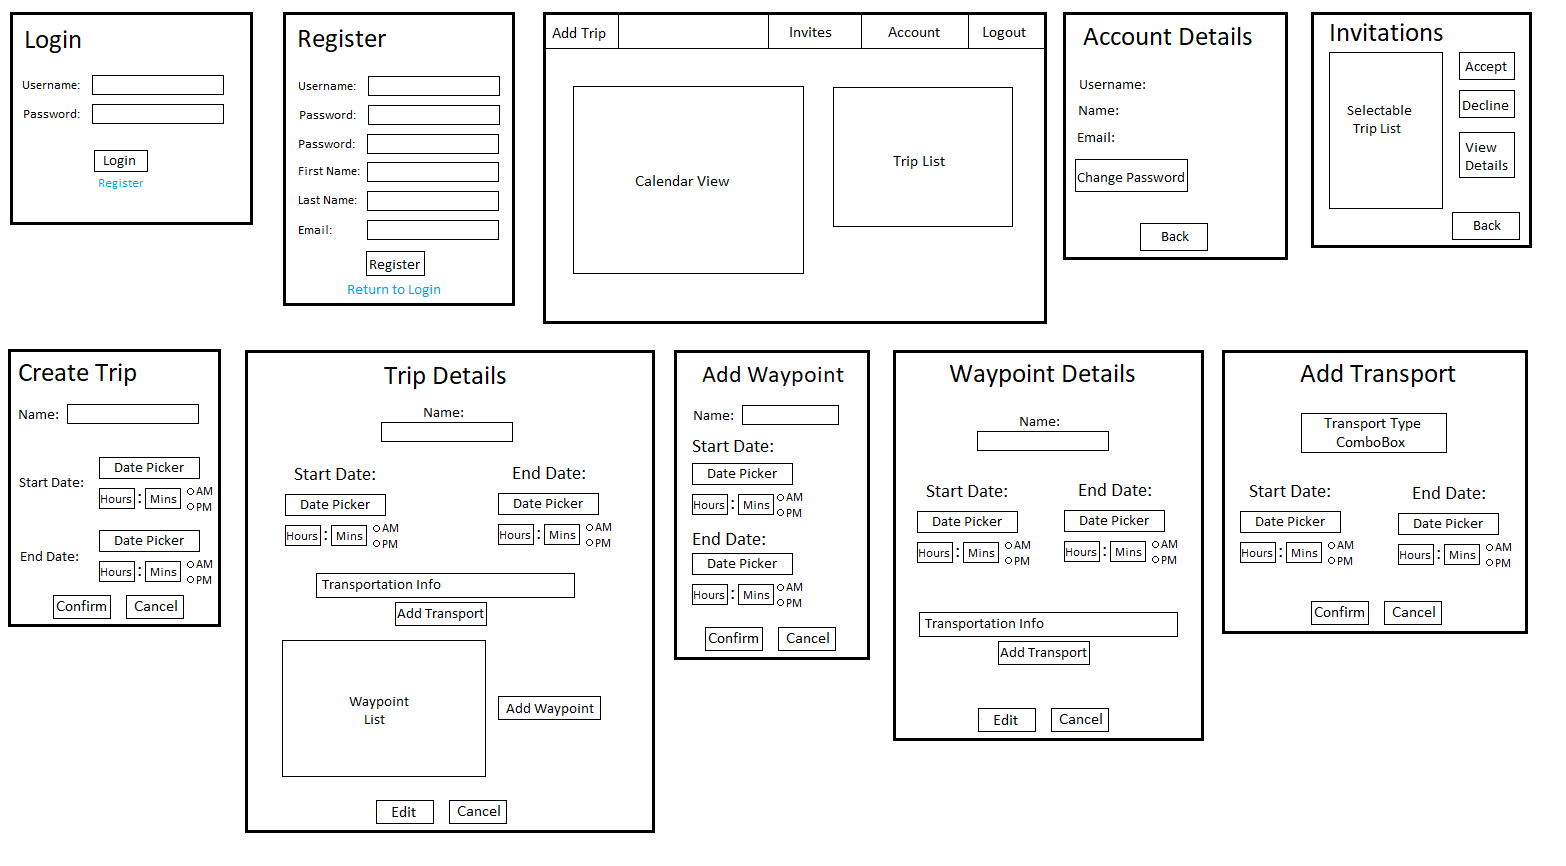 Login
Username:
Password:
Login
Register
Register
Username:
Password:
Password:
First Name:
Last Name:
Email:
Register
Return to Login
Add Trip
Invites
Account
Logout
Calendar View
Trip List
Account Details
Username:
Name:
Email:
Change Password
Back
Invitations
Selectable
Trip List
Accept
Decline
View
Details
Back
Create Trip
Name:
Start Date:
Date Picker
Hours : Mins
AM
PM
End Date:
Date Picker
Hours : Mins
AM
PM
Confirm
Cancel
Trip Details
Name:
Start Date:
Date Picker
Hours : Mins
AM
PM
End Date:
Date Picker
Hours : Mins
AM
PM
Transportation Info
Add Transport
Waypoint
List
Add Waypoint
Edit
Cancel
Add Waypoint
Name:
Start Date:
Date Picker
Hours : Mins
AM
PM
End Date:
Date Picker
Hours : Mins
AM
PM
Confirm
Cancel
Waypoint Details
Name:
Start Date:
Date Picker
Hours : Mins
AM
PM
End Date:
Date Picker
Hours : Mins
AM
PM
Transportation Info
Add Transport
Edit
Cancel
Add Transport
Transport Type
ComboBox
Start Date:
Date Picker
Hours : Mins
AM
PM
End Date:
Date Picker
Hours : Mins
AM
PM
Confirm
Cancel